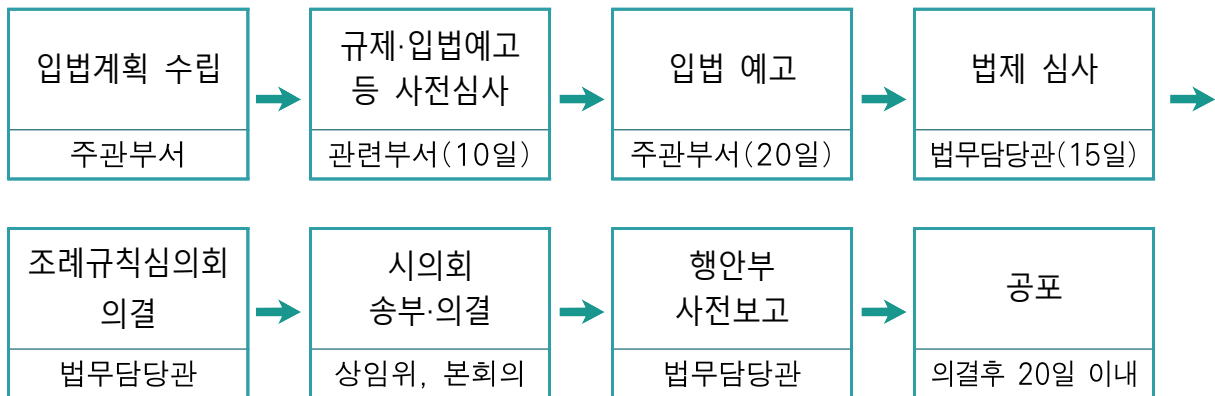 입법계획 수립
주관부서
규제·입법예고
등 사전심사
관련부서(10일)
입법 예고
주관부서(20일)
법제 심사
법무담당관(15일)
조례규칙심의회
의결
법무담당관
시의회
송부·의결
상임위, 본회의
행안부
사전보고
법무담당관
공포
의결후 20일 이내